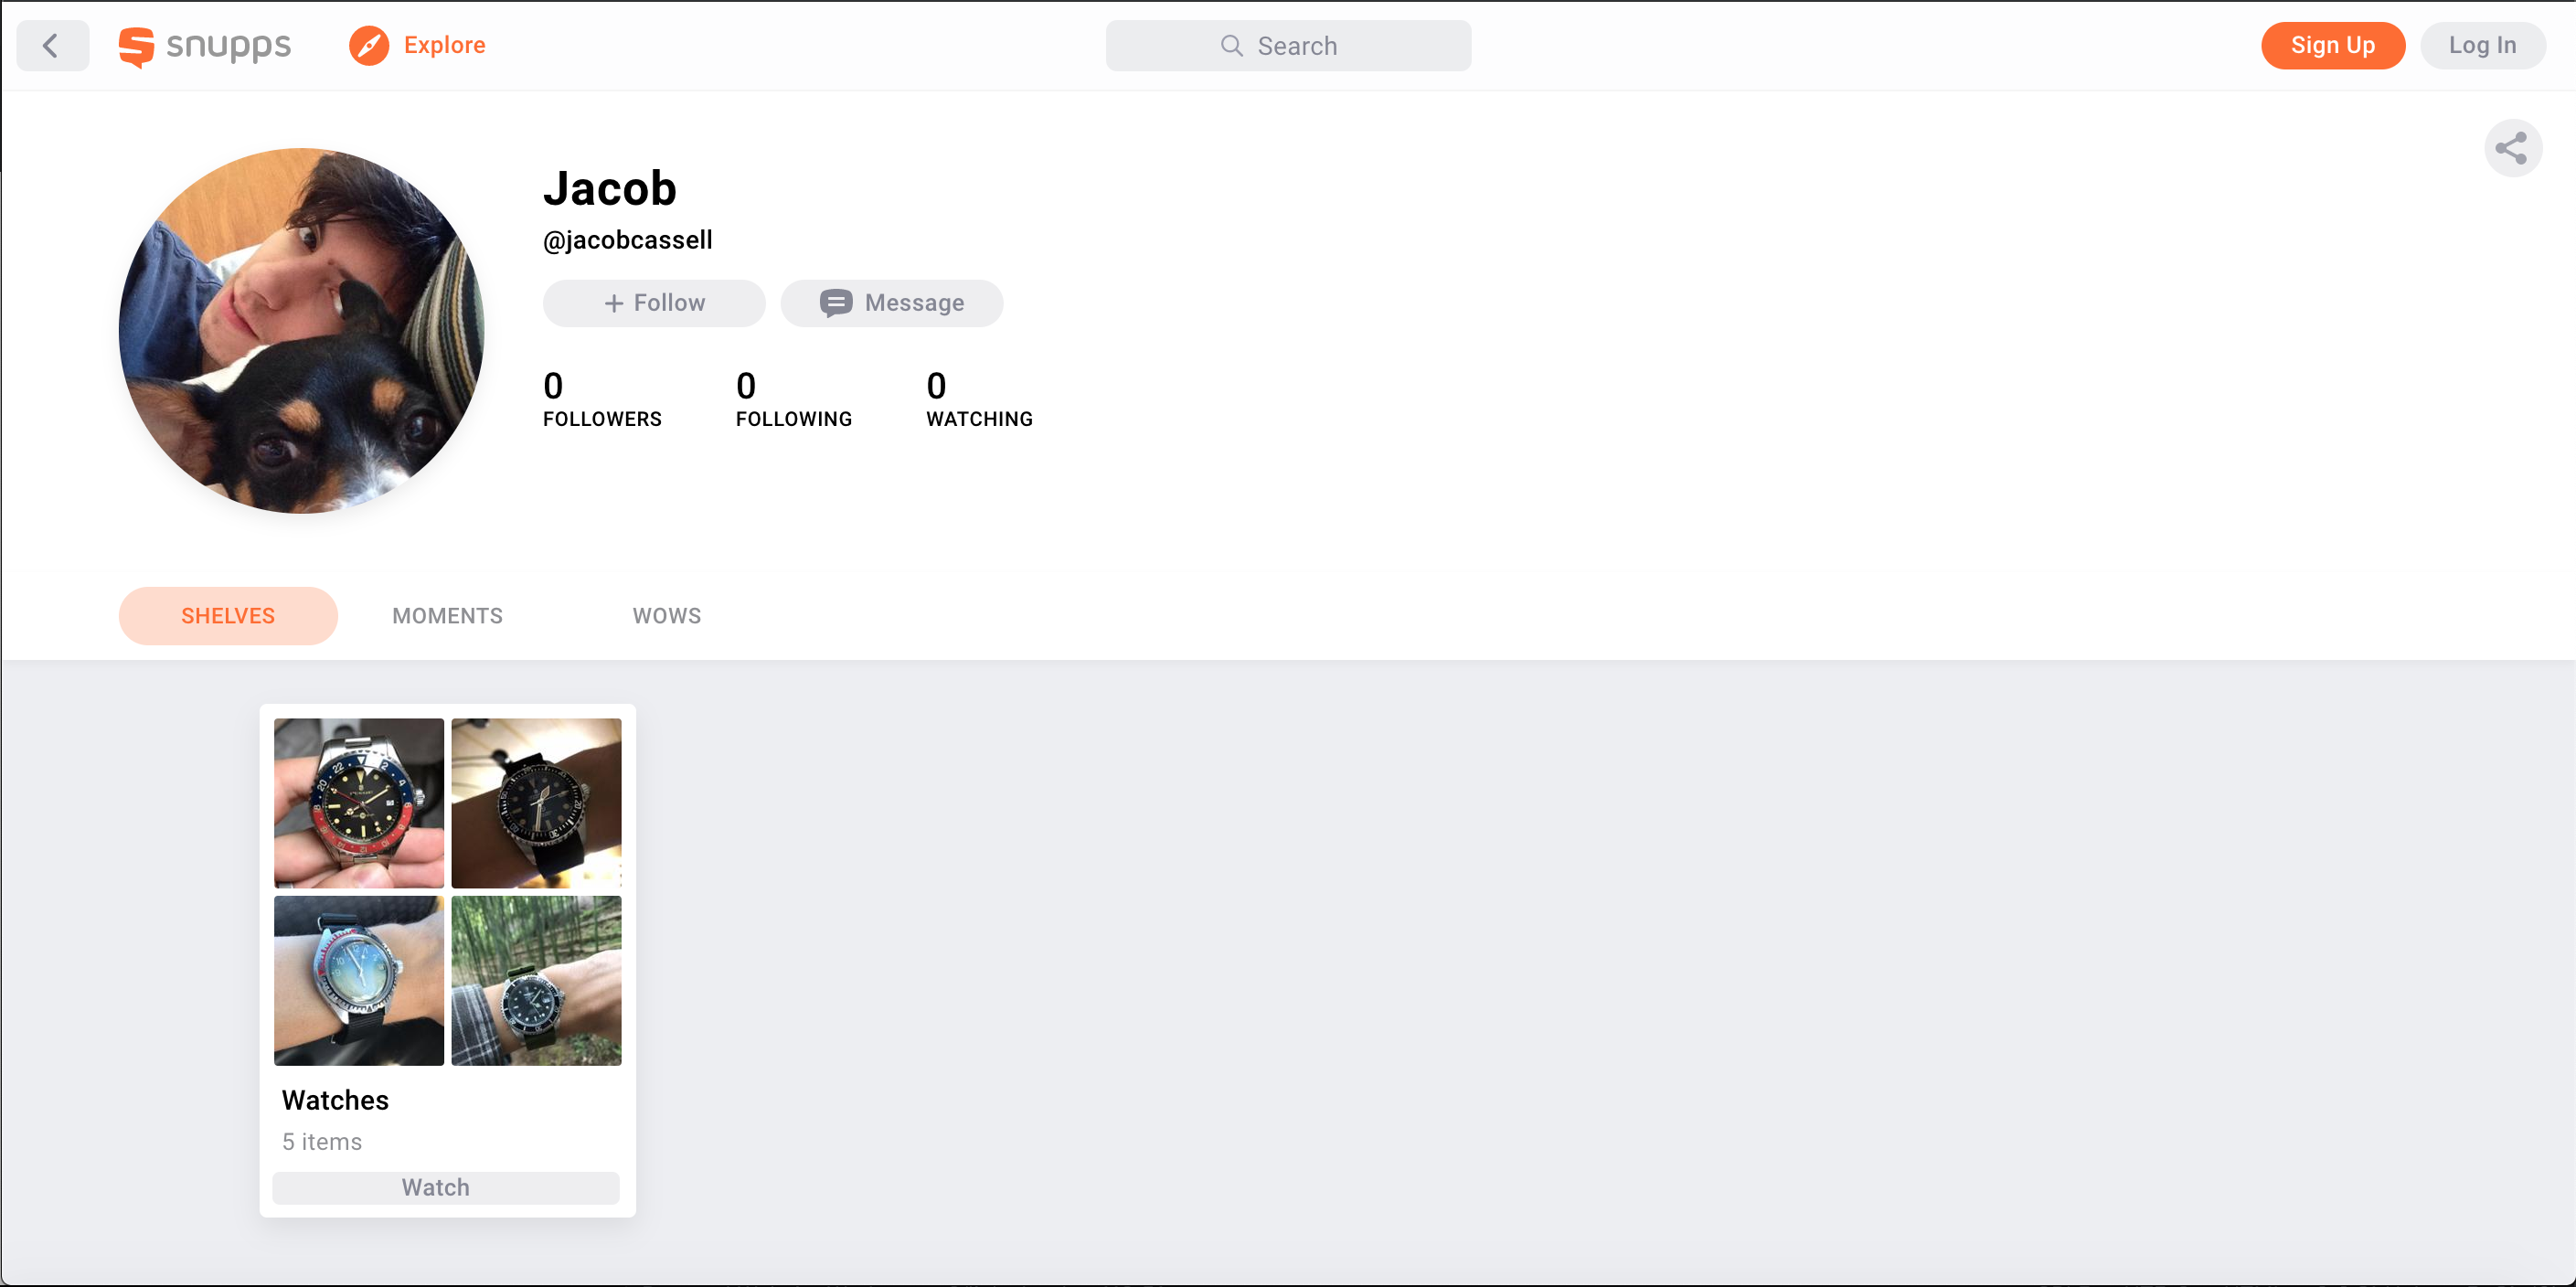 snupps
Explore
Search
Sign Up
Log In
Jacob
@jacobcassell
+ Follow
Message
0
FOLLOWERS
0
FOLLOWING
0
WATCHING
SHELVES
MOMENTS
WOWS
Watches
5 items
Watch